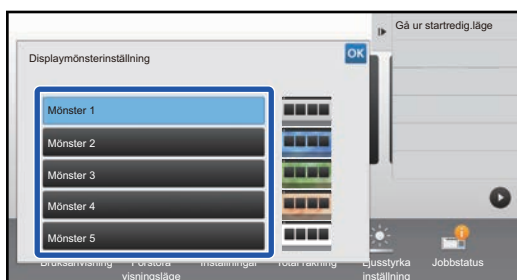 Gå ur startredig.läge
Displaymönsterinställning
OK
Mönster 1
Mönster 2
Mönster 3
Mönster 4
Mönster 5
Bruksanvisning Förstora Inställningar Total räkning Ljusstyrka Jobbstatus
visningsläge inställning